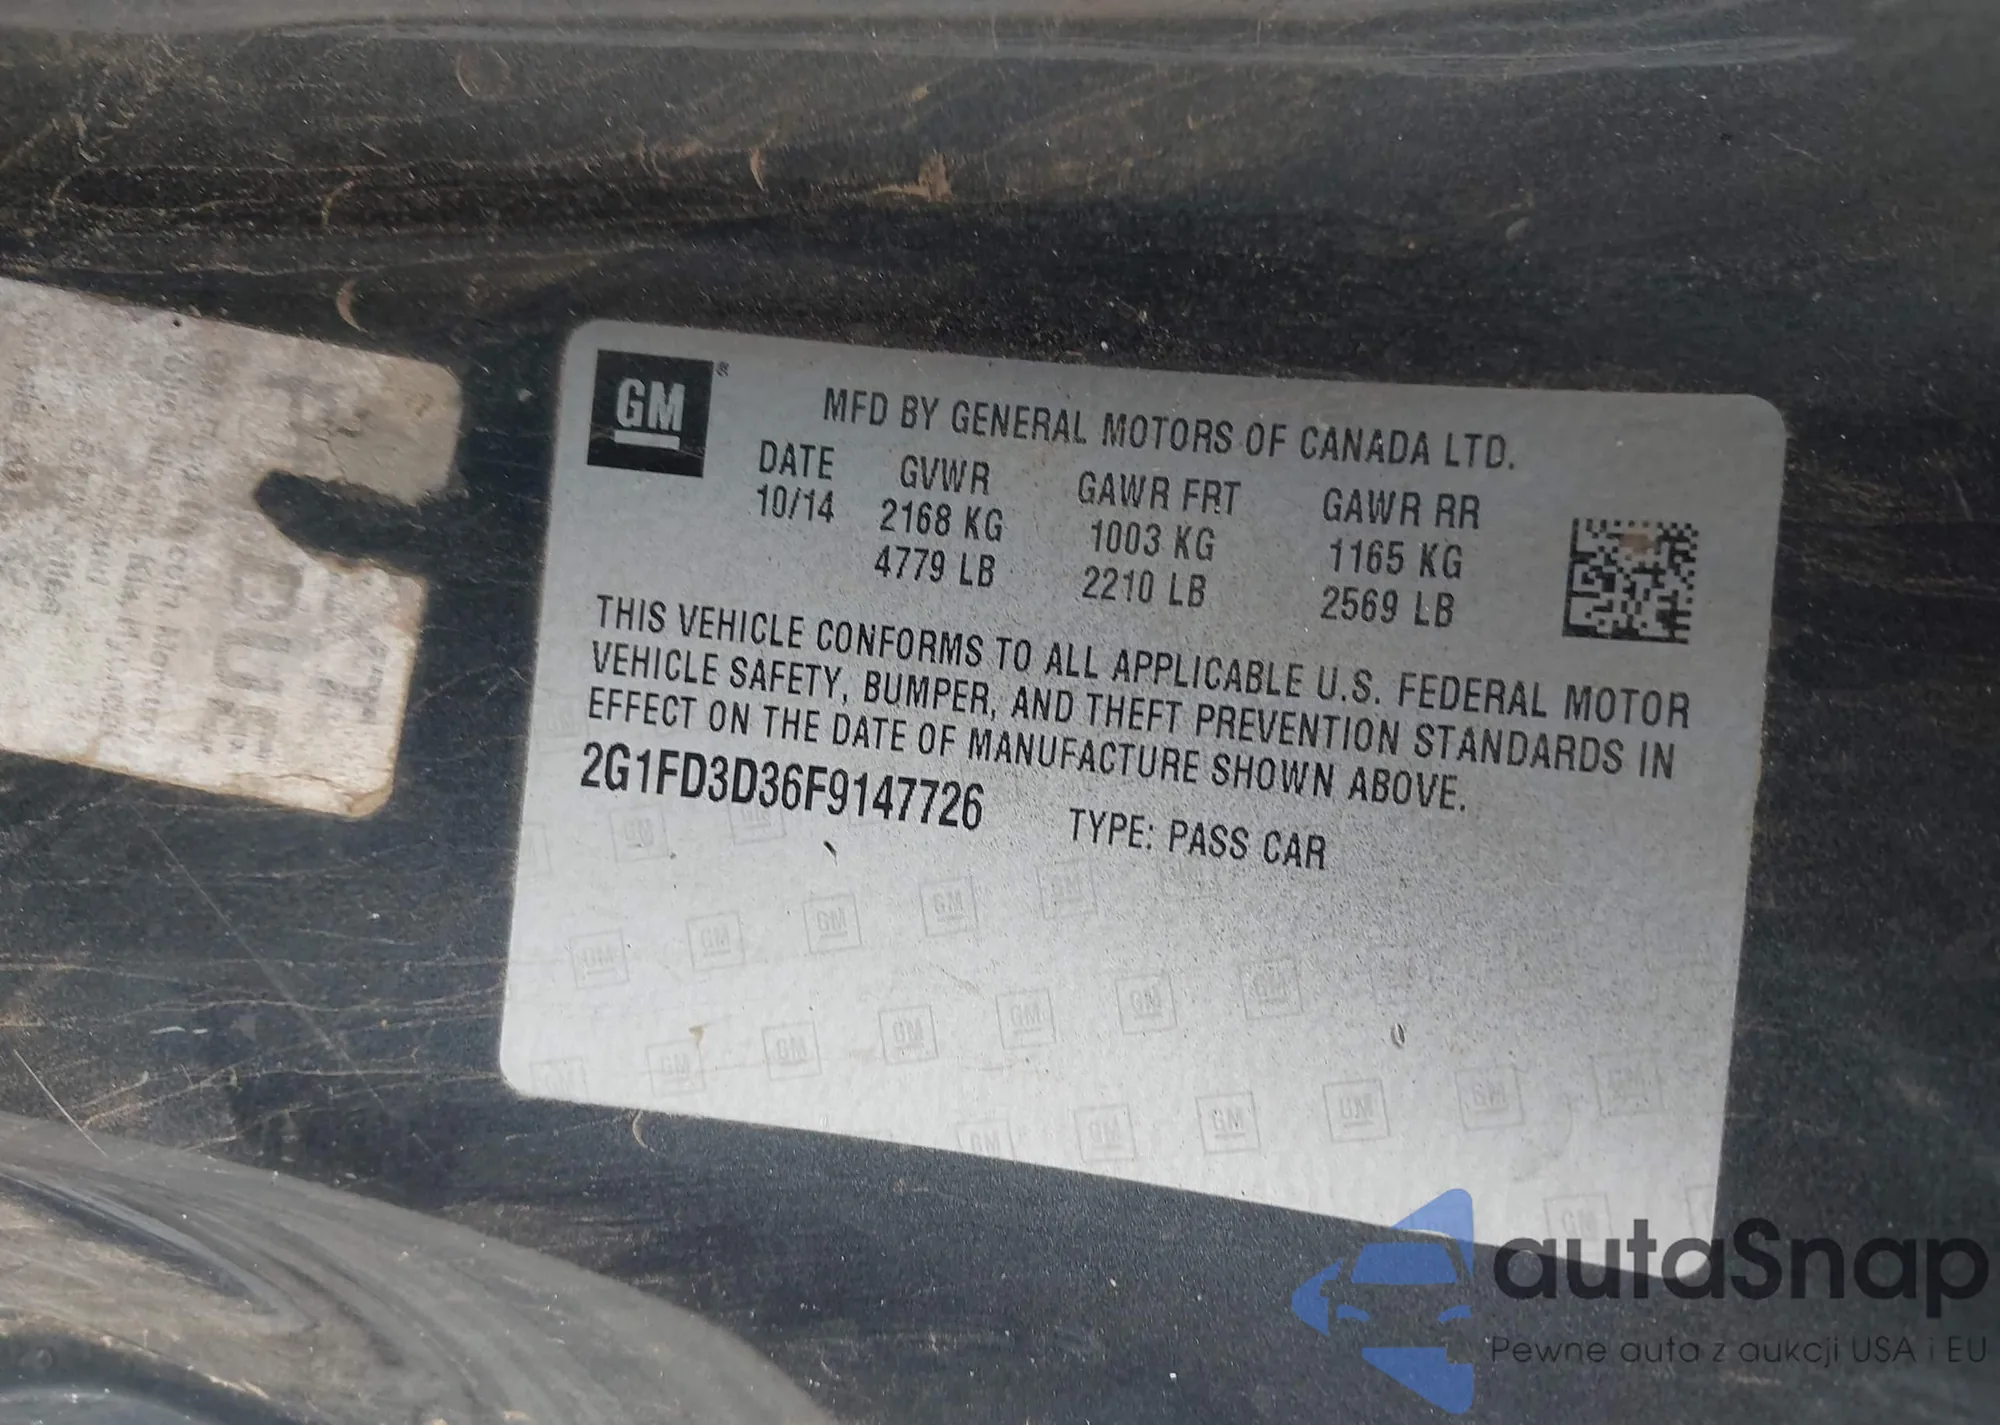 GM
MFD BY GENERAL MOTORS OF CANADA LTD.
DATE GVWR GAWR FRT GAWR RR
10/14 2168 KG 1003 KG 1165 KG
4779 LB 2210 LB 2569 LB
THIS VEHICLE CONFORMS TO ALL APPLICABLE U.S. FEDERAL MOTOR
VEHICLE SAFETY, BUMPER, AND THEFT PREVENTION STANDARDS IN
EFFECT ON THE DATE OF MANUFACTURE SHOWN ABOVE.
2G1FD3D36F9147726 TYPE: PASS CAR
autaSnap
Pewne auta z aukcji USA i EU